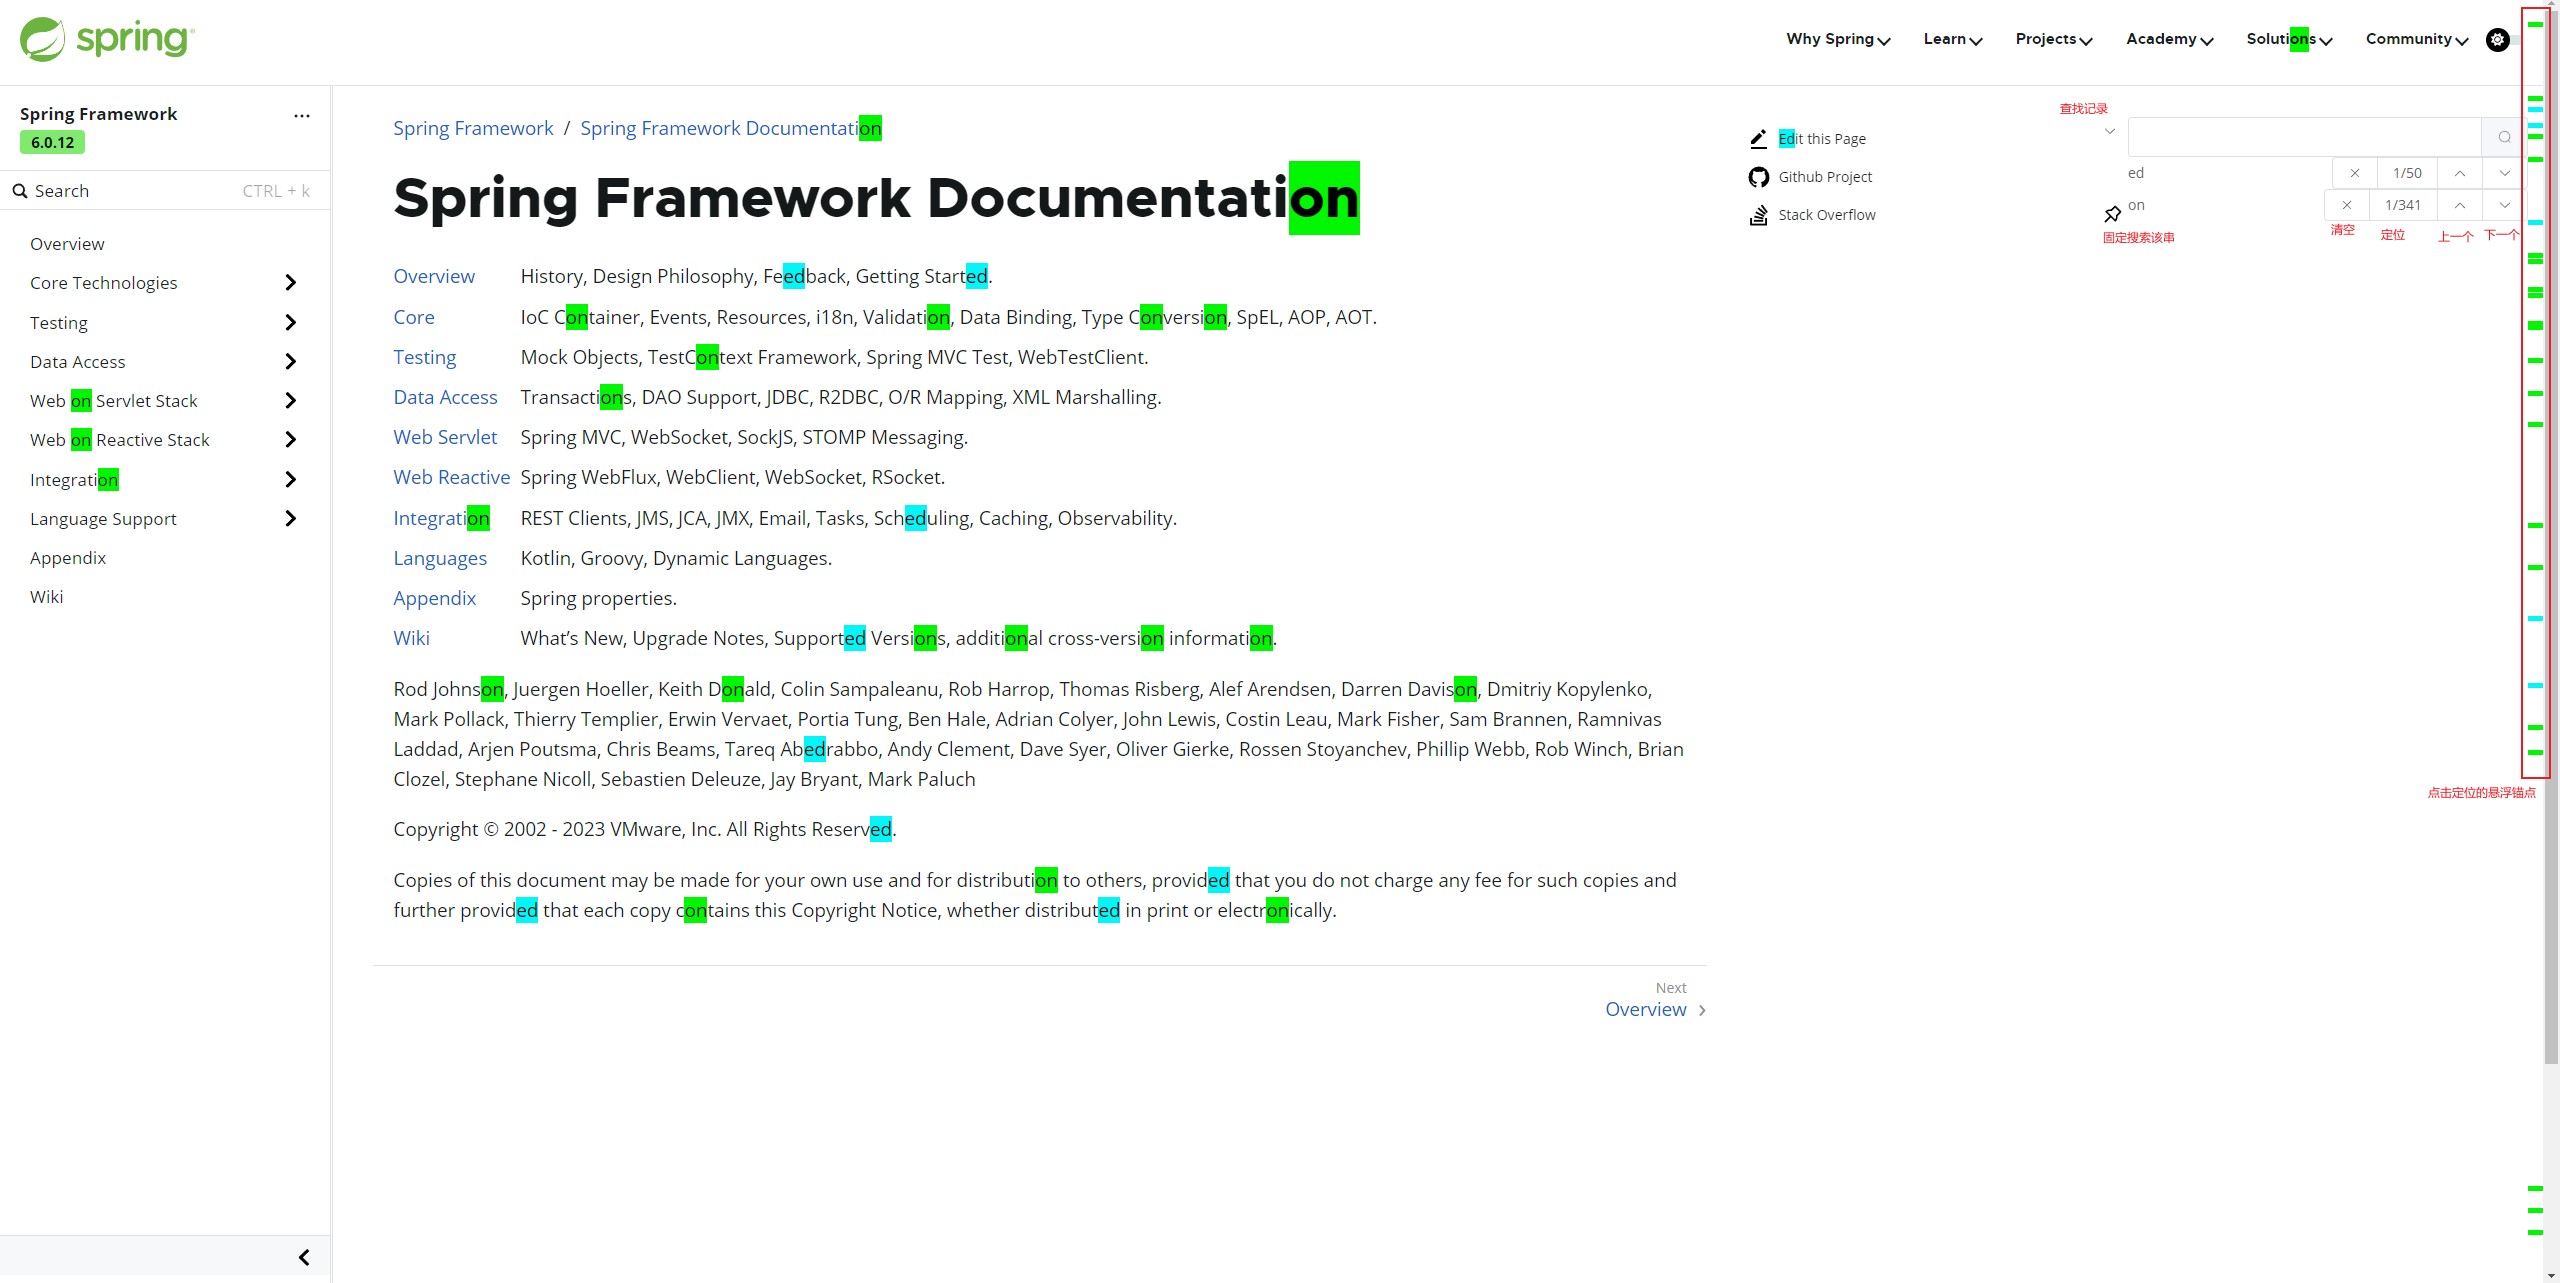 spring
Why Spring
Learn
Projects
Academy
Solutions
Community
Spring Framework
6.0.12
Search CTRL + k
Overview
Core Technologies
Testing
Data Access
Web on Servlet Stack
Web on Reactive Stack
Integration
Language Support
Appendix
Wiki
Spring Framework / Spring Framework Documentation
Spring Framework Documentation
Overview History, Design Philosophy, Feedback, Getting Started.
Core IoC Container, Events, Resources, i18n, Validation, Data Binding, Type Conversion, SpEL, AOP, AOT.
Testing Mock Objects, TestContext Framework, Spring MVC Test, WebTestClient.
Data Access Transactions, DAO Support, JDBC, R2DBC, O/R Mapping, XML Marshalling.
Web Servlet Spring MVC, WebSocket, SockJS, STOMP Messaging.
Web Reactive Spring WebFlux, WebClient, WebSocket, RSocket.
Integration REST Clients, JMS, JCA, JMX, Email, Tasks, Scheduling, Caching, Observability.
Languages Kotlin, Groovy, Dynamic Languages.
Appendix Spring properties.
Wiki What’s New, Upgrade Notes, Supported Versions, additional cross-version information.
Rod Johnson, Juergen Hoeller, Keith Donald, Colin Sampaleanu, Rob Harrop, Thomas Risberg, Alef Arendsen, Darren Davison, Dmitriy Kopylenko,
Mark Pollack, Thierry Templier, Erwin Vervaet, Portia Tung, Ben Hale, Adrian Colyer, John Lewis, Costin Leau, Mark Fisher, Sam Brannen, Ramnivas
Laddad, Arjen Poutsma, Chris Beams, Tareq Abedrabbo, Andy Clement, Dave Syer, Oliver Gierke, Rossen Stoyanchev, Phillip Webb, Rob Winch, Brian
Clozel, Stephane Nicoll, Sebastien Deleuze, Jay Bryant, Mark Paluch
Copyright © 2002 - 2023 VMware, Inc. All Rights Reserved.
Copies of this document may be made for your own use and for distribution to others, provided that you do not charge any fee for such copies and
further provided that each copy contains this Copyright Notice, whether distributed in print or electronically.
Next
Overview
Edit this Page
Github Project
Stack Overflow
查找记录
ed 1/50
on 1/341
固定搜索该串
清空 定位 上一个 下一个
点击定位的悬浮锚点